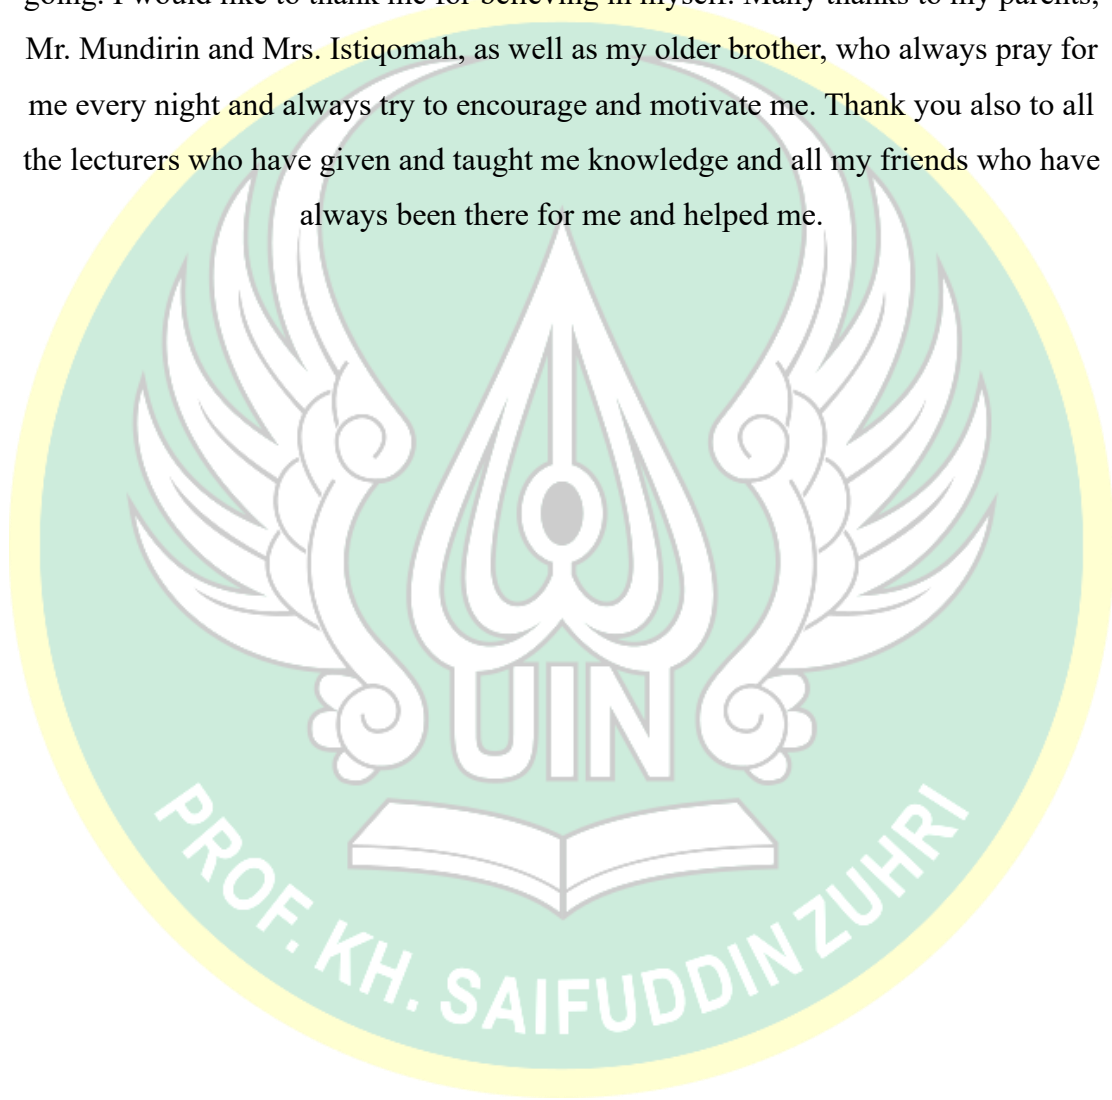 going. I would like to thank me for believing in myself. Many thanks to my parents,
Mr. Mundirin and Mrs. Istiqomah, as well as my older brother, who always pray for
me every night and always try to encourage and motivate me. Thank you also to all
the lecturers who have given and taught me knowledge and all my friends who have
always been there for me and helped me.
UIN
PROF. KH. SAIFUDDIN ZUHRI